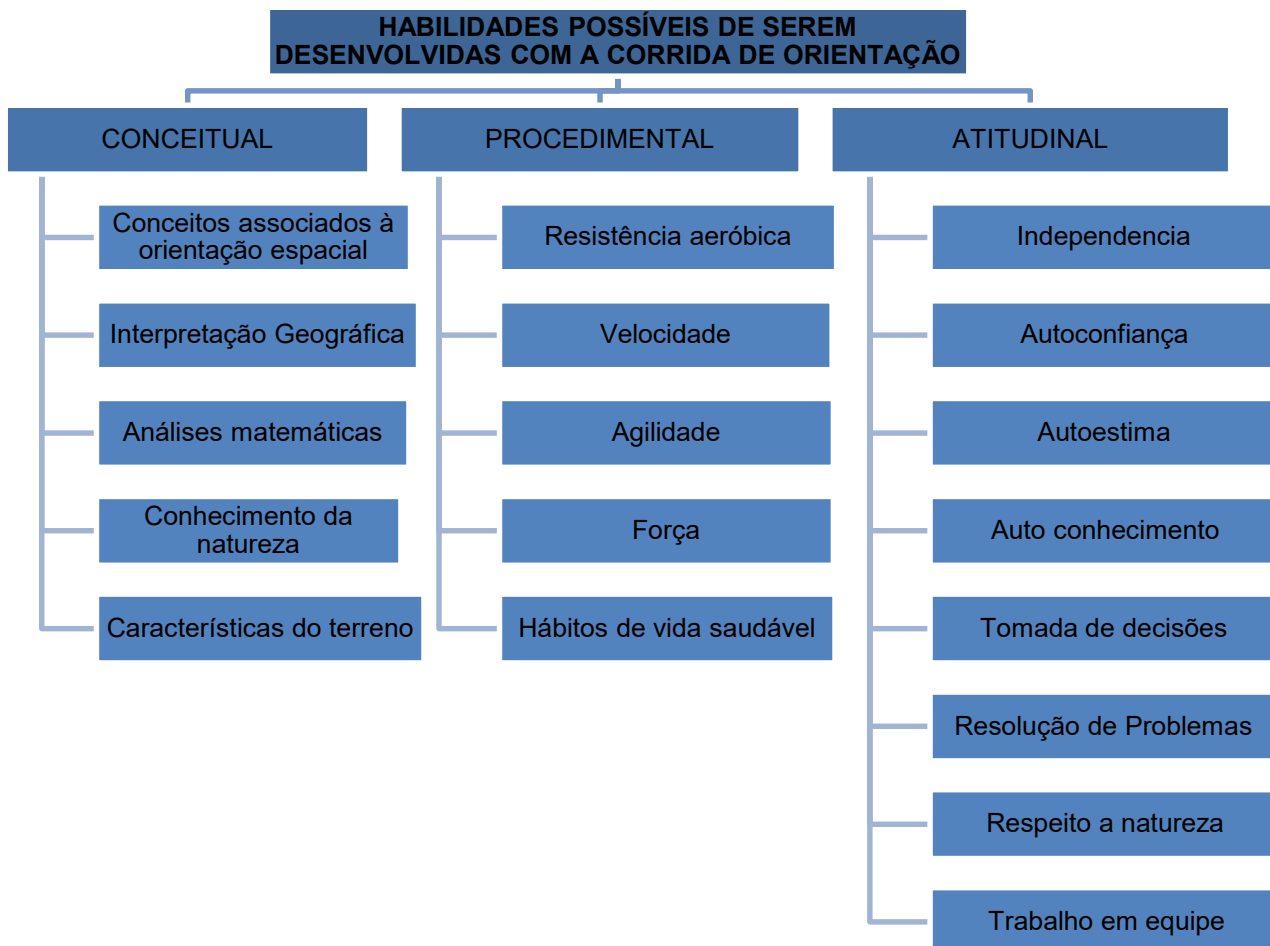 HABILIDADES POSSÍVEIS DE SEREM
DESENVOLVIDAS COM A CORRIDA DE ORIENTAÇÃO
CONCEITUAL
Conceitos associados à
orientação espacial
Interpretação Geográfica
Análises matemáticas
Conhecimento da
natureza
Características do terreno
PROCEDIMENTAL
Resistência aeróbica
Velocidade
Agilidade
Força
Hábitos de vida saudável
ATITUDINAL
Independencia
Autoconfiança
Autoestima
Auto conhecimento
Tomada de decisões
Resolução de Problemas
Respeito a natureza
Trabalho em equipe